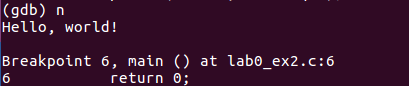 (gdb) n
Hello, world!

Breakpoint 6, main () at lab0_ex2.c:6
6           return 0;